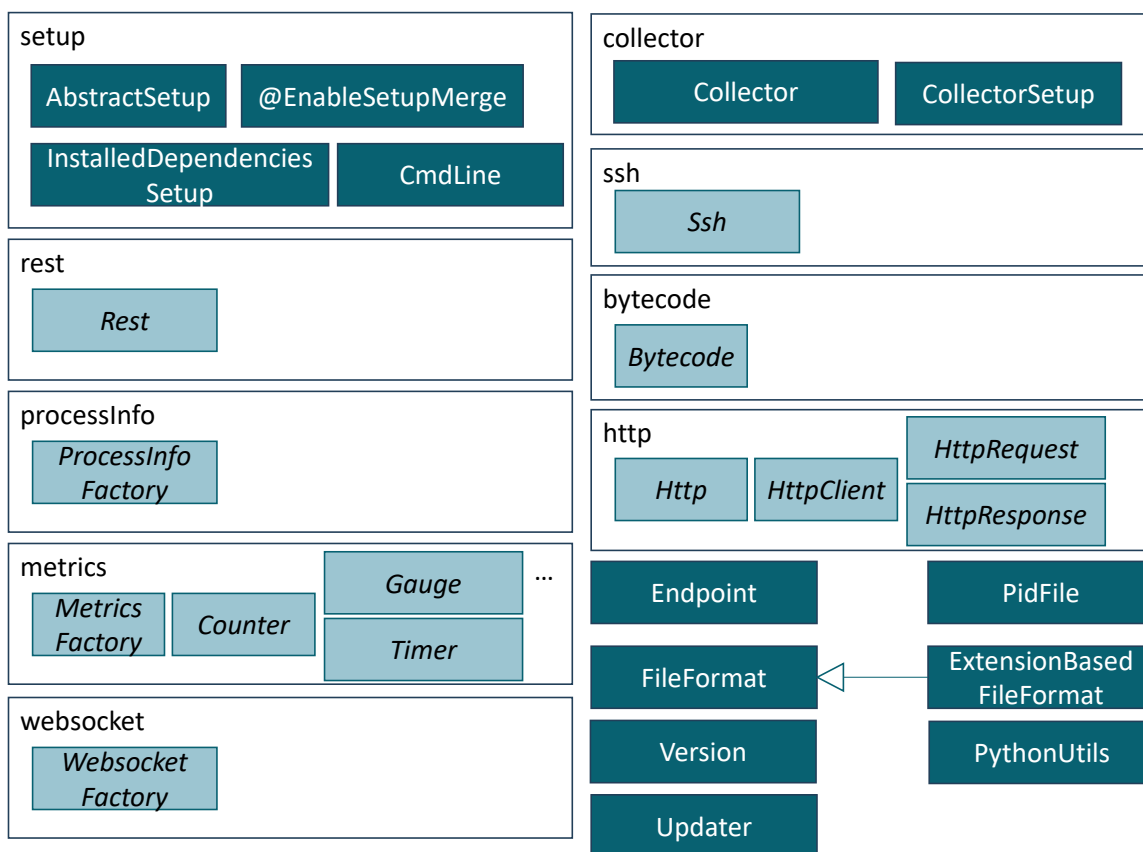 setup
AbstractSetup
@EnableSetupMerge
InstalledDependencies
Setup
CmdLine
rest
Rest
processInfo
ProcessInfo
Factory
metrics
Metrics
Factory
Counter
Gauge
Timer
...
websocket
Websocket
Factory
collector
Collector
CollectorSetup
ssh
Ssh
bytecode
Bytecode
http
Http
HttpClient
HttpRequest
HttpResponse
Endpoint
PidFile
FileFormat
ExtensionBased
FileFormat
Version
PythonUtils
Updater